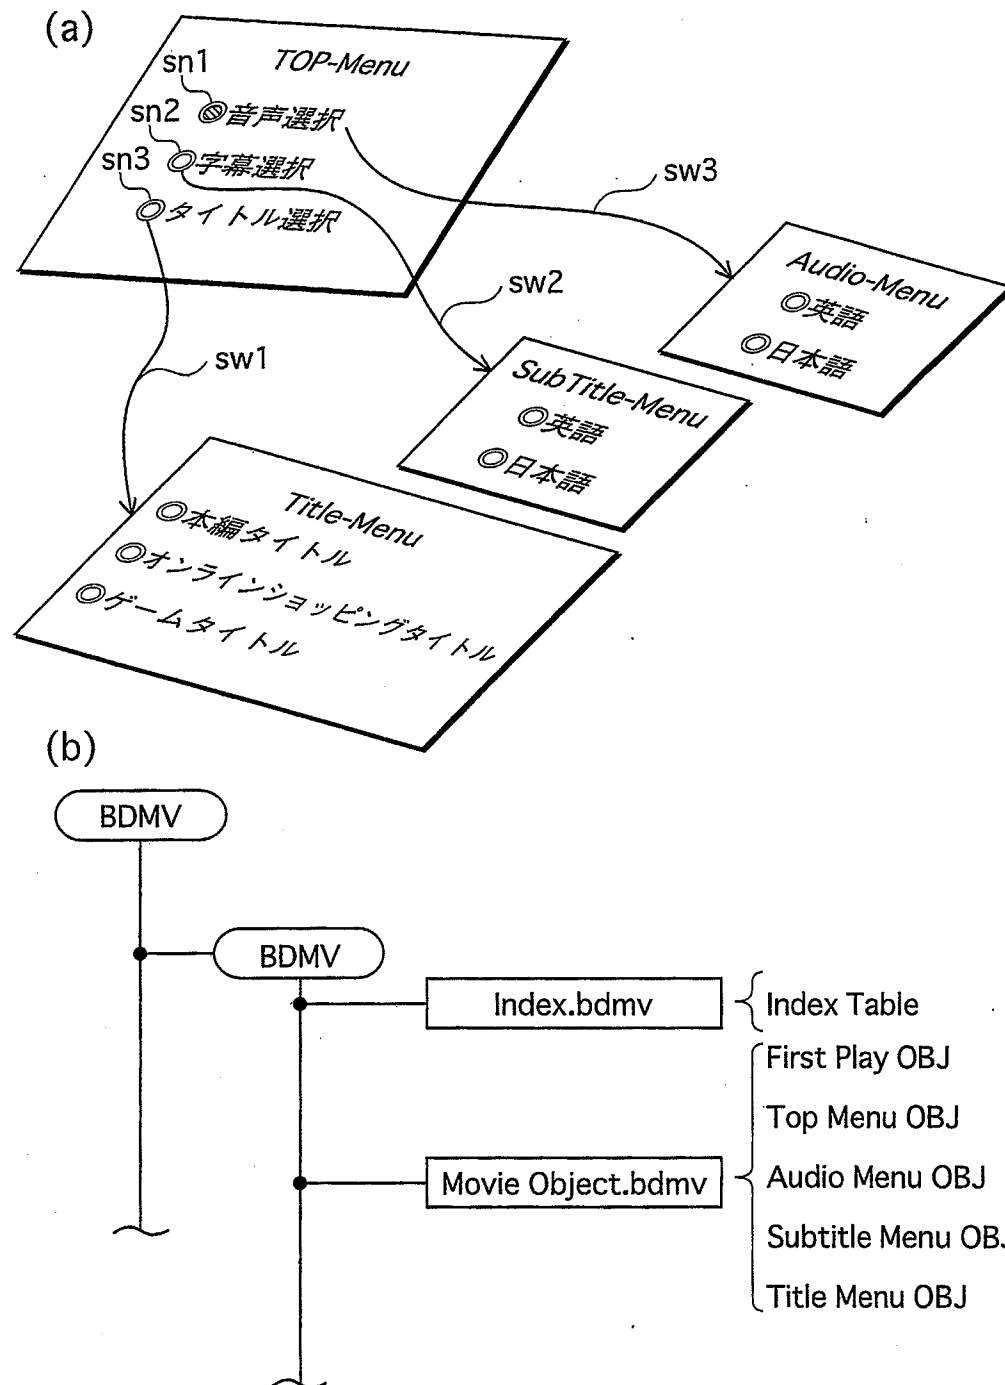 (a)
TOP-Menu
sn1
音声選択
sn2
字幕選択
sn3
タイトル選択
sw3
sw2
sw1
Audio-Menu
英語
日本語
SubTitle-Menu
英語
日本語
Title-Menu
本編タイトル
オンラインショッピングタイトル
ゲームタイトル
(b)
BDMV
BDMV
Index.bdmv
Index Table
First Play OBJ
Top Menu OBJ
Movie Object.bdmv
Audio Menu OBJ
Subtitle Menu OBJ
Title Menu OBJ